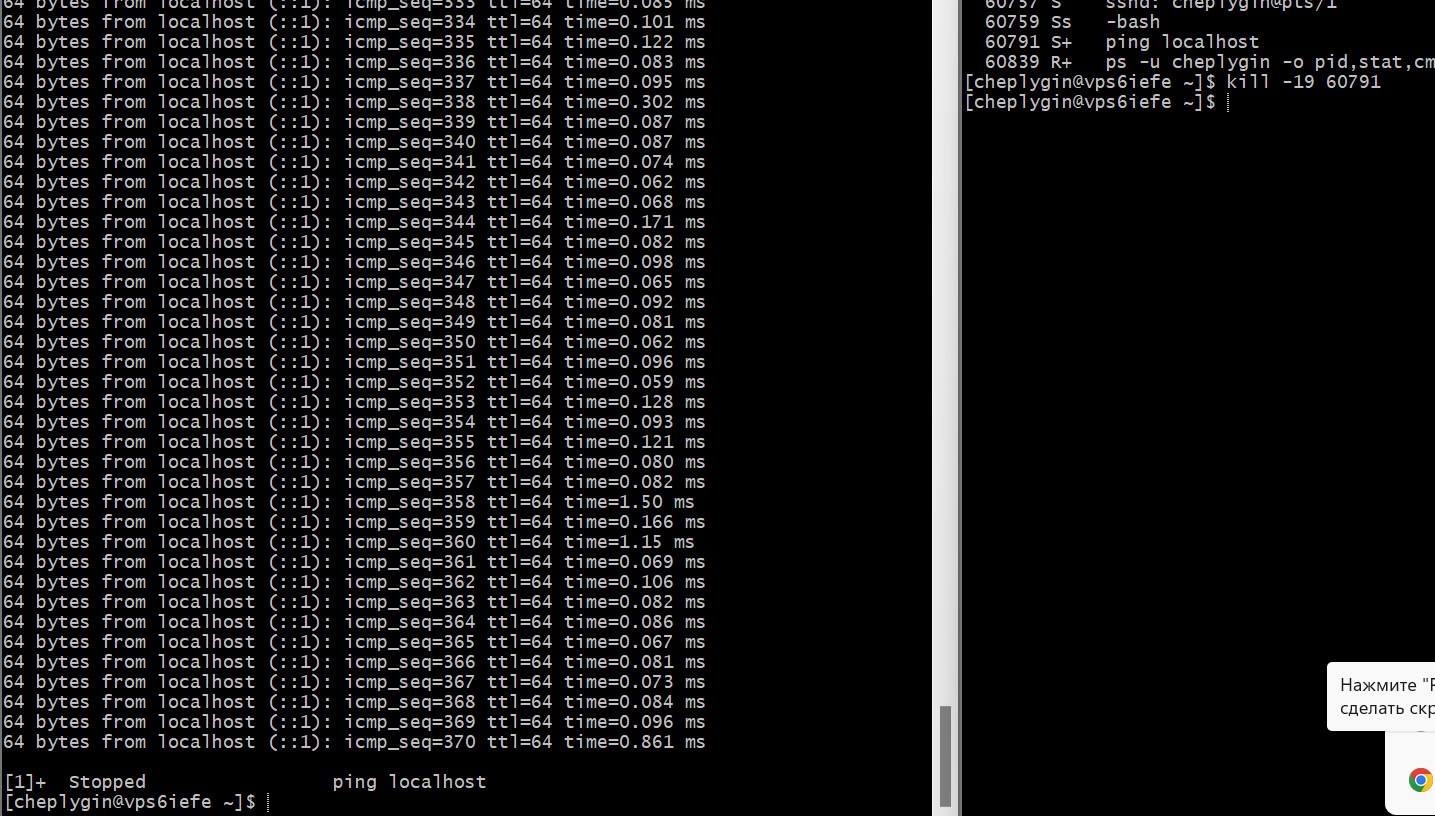 64 bytes from localhost (::1): icmp_seq=333 ttl=64 time=0.085 ms
64 bytes from localhost (::1): icmp_seq=334 ttl=64 time=0.101 ms
64 bytes from localhost (::1): icmp_seq=335 ttl=64 time=0.122 ms
64 bytes from localhost (::1): icmp_seq=336 ttl=64 time=0.083 ms
64 bytes from localhost (::1): icmp_seq=337 ttl=64 time=0.095 ms
64 bytes from localhost (::1): icmp_seq=338 ttl=64 time=0.302 ms
64 bytes from localhost (::1): icmp_seq=339 ttl=64 time=0.087 ms
64 bytes from localhost (::1): icmp_seq=340 ttl=64 time=0.087 ms
64 bytes from localhost (::1): icmp_seq=341 ttl=64 time=0.074 ms
64 bytes from localhost (::1): icmp_seq=342 ttl=64 time=0.062 ms
64 bytes from localhost (::1): icmp_seq=343 ttl=64 time=0.068 ms
64 bytes from localhost (::1): icmp_seq=344 ttl=64 time=0.171 ms
64 bytes from localhost (::1): icmp_seq=345 ttl=64 time=0.082 ms
64 bytes from localhost (::1): icmp_seq=346 ttl=64 time=0.098 ms
64 bytes from localhost (::1): icmp_seq=347 ttl=64 time=0.065 ms
64 bytes from localhost (::1): icmp_seq=348 ttl=64 time=0.092 ms
64 bytes from localhost (::1): icmp_seq=349 ttl=64 time=0.081 ms
64 bytes from localhost (::1): icmp_seq=350 ttl=64 time=0.062 ms
64 bytes from localhost (::1): icmp_seq=351 ttl=64 time=0.096 ms
64 bytes from localhost (::1): icmp_seq=352 ttl=64 time=0.059 ms
64 bytes from localhost (::1): icmp_seq=353 ttl=64 time=0.128 ms
64 bytes from localhost (::1): icmp_seq=354 ttl=64 time=0.093 ms
64 bytes from localhost (::1): icmp_seq=355 ttl=64 time=0.121 ms
64 bytes from localhost (::1): icmp_seq=356 ttl=64 time=0.080 ms
64 bytes from localhost (::1): icmp_seq=357 ttl=64 time=0.082 ms
64 bytes from localhost (::1): icmp_seq=358 ttl=64 time=1.50 ms
64 bytes from localhost (::1): icmp_seq=359 ttl=64 time=0.166 ms
64 bytes from localhost (::1): icmp_seq=360 ttl=64 time=1.15 ms
64 bytes from localhost (::1): icmp_seq=361 ttl=64 time=0.069 ms
64 bytes from localhost (::1): icmp_seq=362 ttl=64 time=0.106 ms
64 bytes from localhost (::1): icmp_seq=363 ttl=64 time=0.082 ms
64 bytes from localhost (::1): icmp_seq=364 ttl=64 time=0.086 ms
64 bytes from localhost (::1): icmp_seq=365 ttl=64 time=0.067 ms
64 bytes from localhost (::1): icmp_seq=366 ttl=64 time=0.081 ms
64 bytes from localhost (::1): icmp_seq=367 ttl=64 time=0.073 ms
64 bytes from localhost (::1): icmp_seq=368 ttl=64 time=0.084 ms
64 bytes from localhost (::1): icmp_seq=369 ttl=64 time=0.096 ms
64 bytes from localhost (::1): icmp_seq=370 ttl=64 time=0.861 ms
[1]+  Stopped                 ping localhost
[cheplygin@vps6iefe ~]$
60757 S    sshd: cheplygin@pts/1
60759 Ss   -bash
60791 S+   ping localhost
60839 R+   ps -u cheplygin -o pid,stat,cm
[cheplygin@vps6iefe ~]$ kill -19 60791
[cheplygin@vps6iefe ~]$
Нажмите "
сделать скр